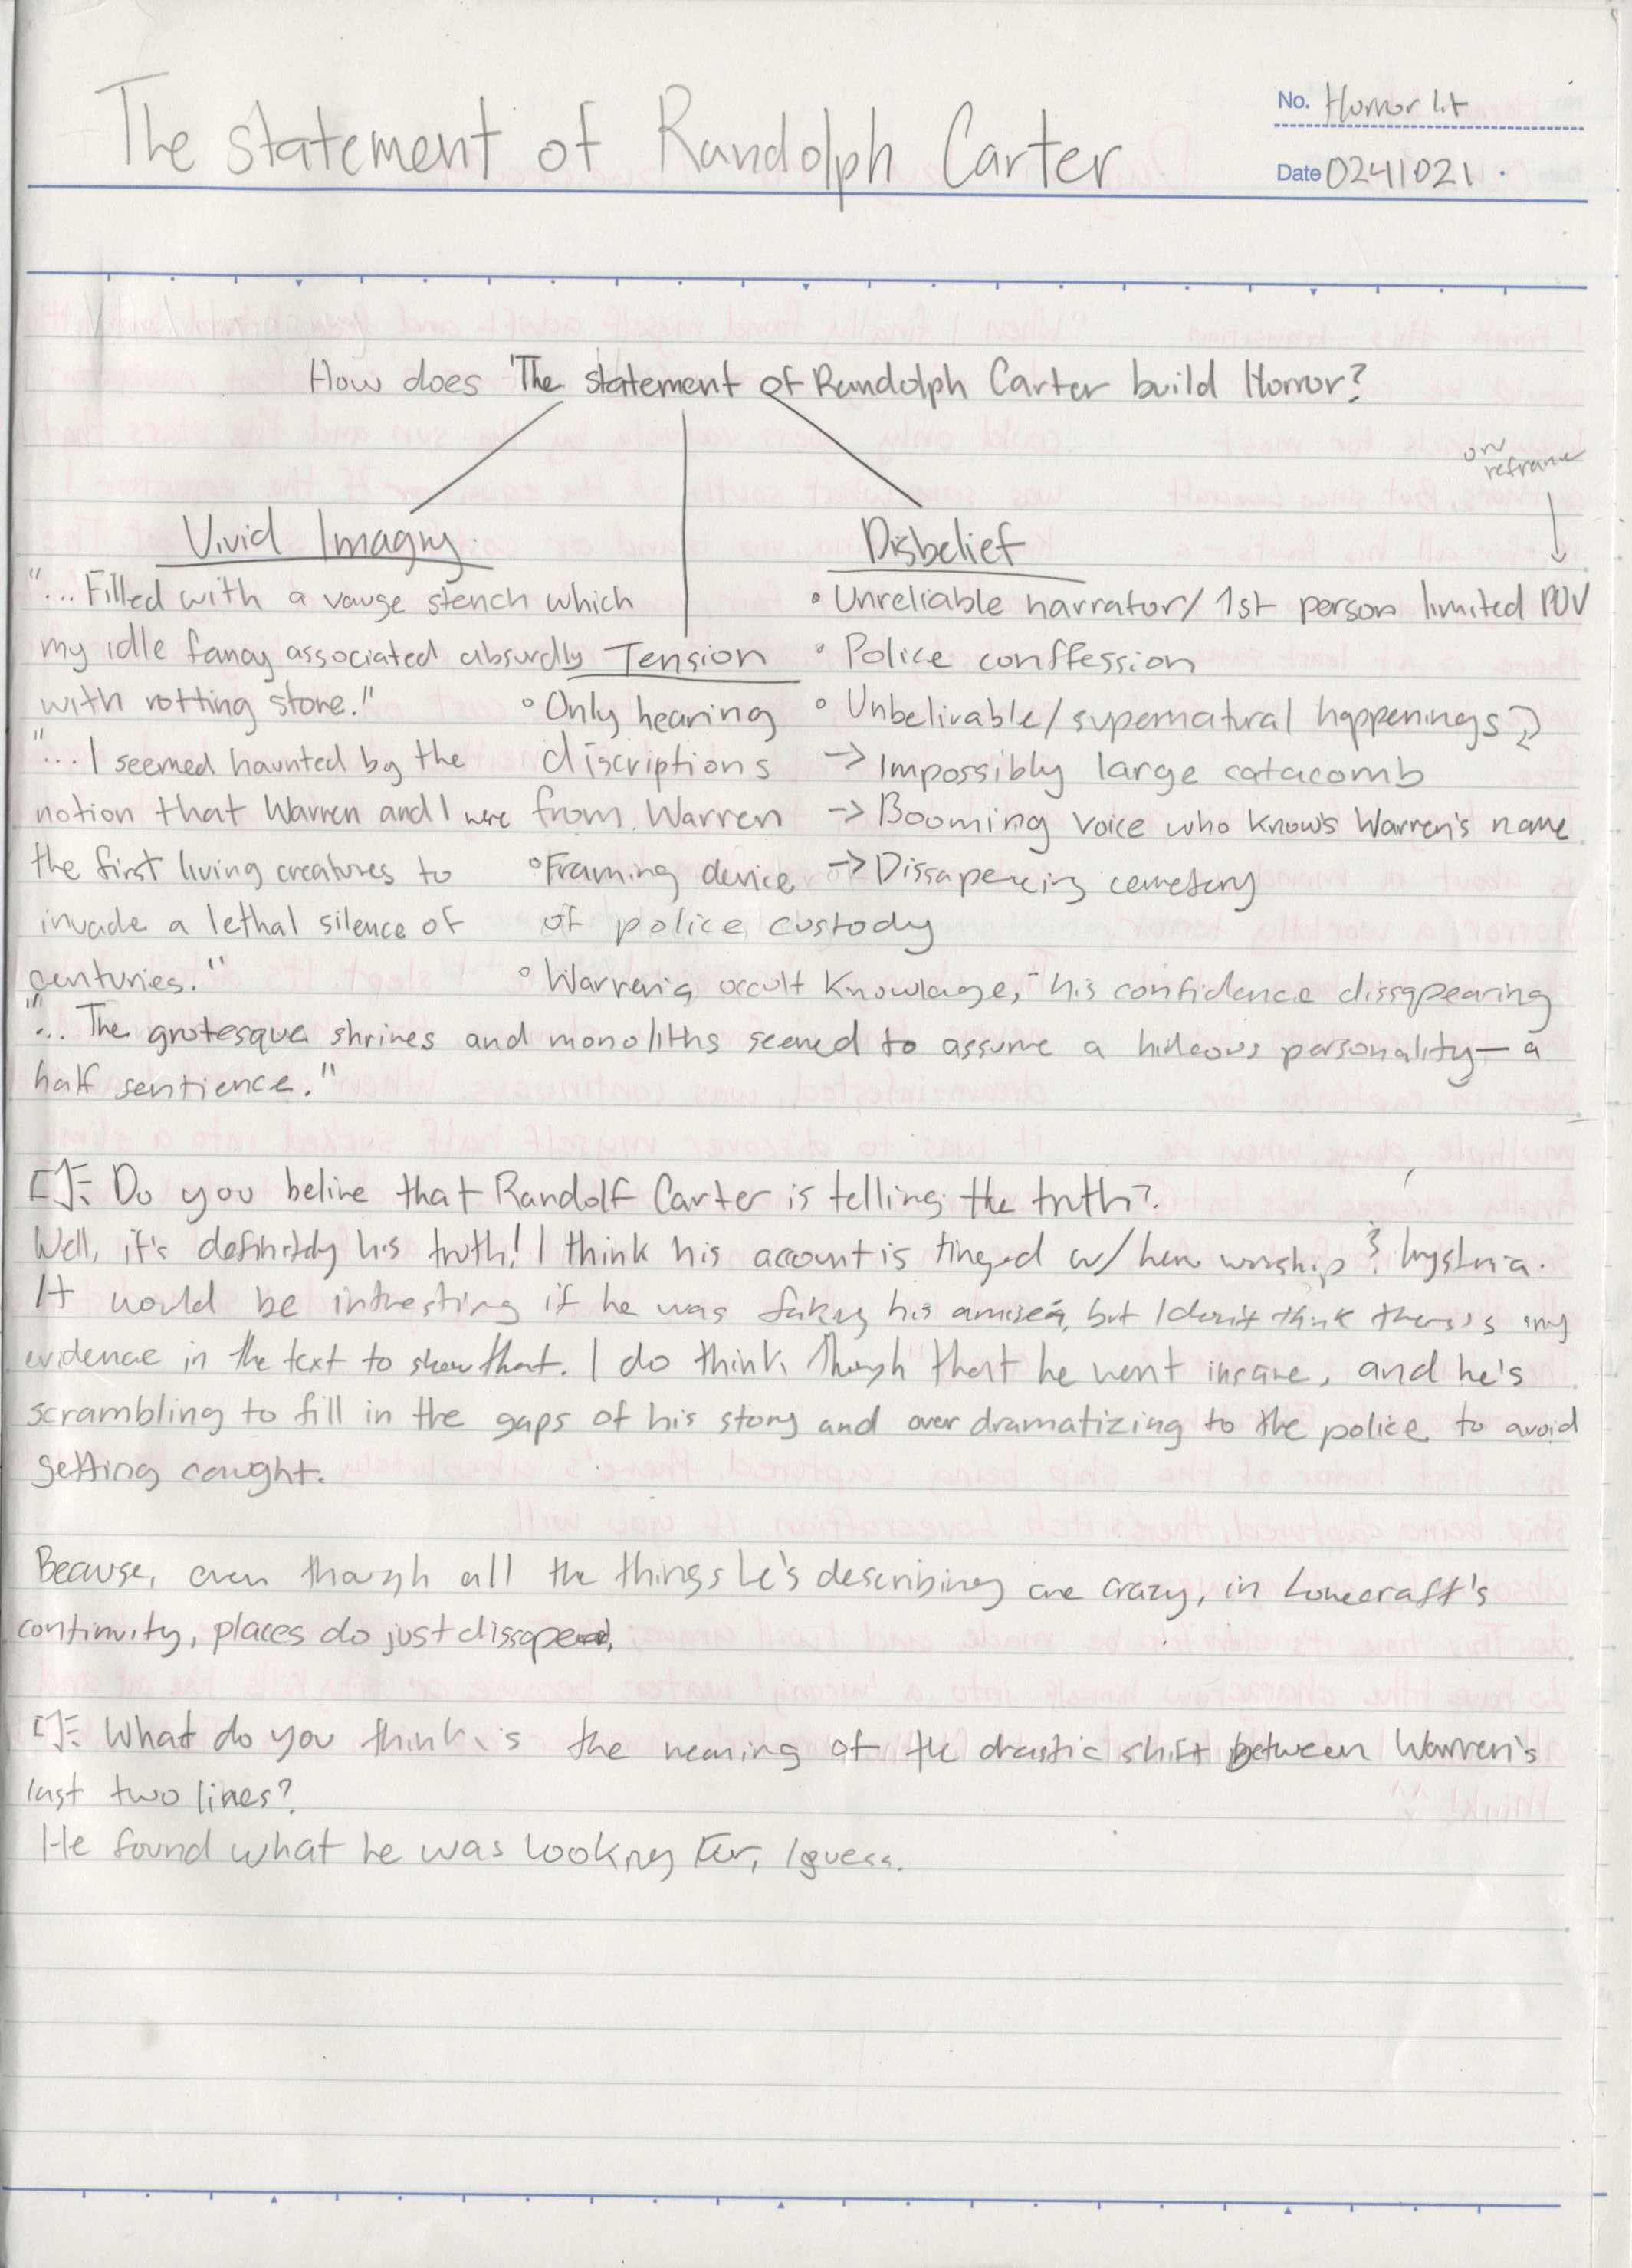 The statement of Randolph Carter
No. Horror lit
Date 0241021 .
How does 'The statement of Randolph Carter build Horror?
on
reframe
Vivid Imagry
"... Filled with a vauge stench which
my idle fancy associated absurdly
with rotting stone."
"... I seemed haunted by the
notion that Warren and I were
the first living creatures to
invade a lethal silence of
centuries."
"... The grotesque shrines and monoliths seemed to assume a hideous personality— a
half sentience."
Tension
° Only hearing
discriptions
from Warren
° Framing device
of police custody
° Warren's occult Knowlage, his confidence dissapearing
Disbelief
• Unreliable narrator/ 1st person limited POV
° Police conffession
° Unbelivable/supernatural happenings
-> Impossibly large catacomb
-> Booming voice who know's Warren's name
-> Dissapearing cemetery
[]: Do you belive that Randolf Carter is telling the truth?
Well, it's definitely his truth! I think his account is tinged w/ hero worship & hysteria.
It would be intresting if he was faking his , but I don't think there's any
evidence in the text to show that. I do think though that he went insane, and he's
scrambling to fill in the gaps of his story and over dramatizing to the police to avoid
getting caught.
Because, even though all the things he's describing are crazy, in Lovecraft's
continuity, places do just dissapear.
[]: What do you think is the meaning of the drastic shift between Warren's
last two lines?
He found what he was looking for, I guess.